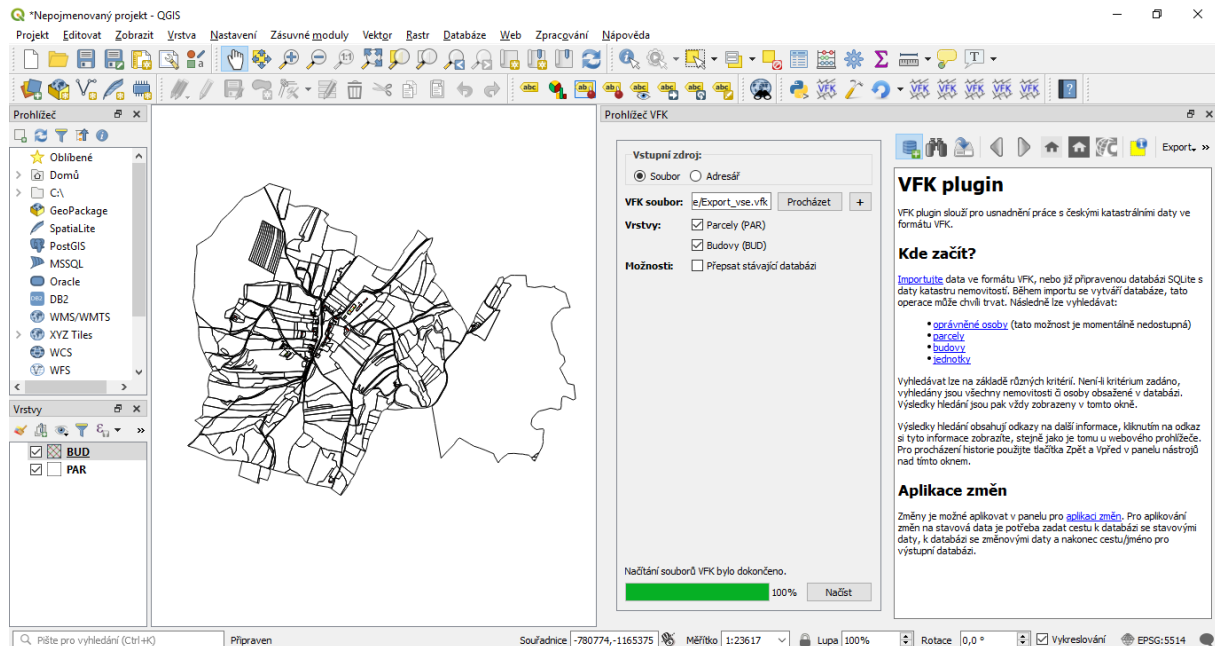 *Nepojmenovaný projekt - QGIS
Projekt Editovat Zobrazit Vrstva Nastavení Zásuvné moduly Vektor Rastr Databáze Web Zpracování Nápověda
Prohlížeč
Oblíbené
Domů
C:\
GeoPackage
SpatiaLite
PostGIS
MSSQL
Oracle
DB2
WMS/WMTS
XYZ Tiles
WCS
WFS
Vrstvy
BUD
PAR
Prohlížeč VFK
Vstupní zdroj:
Soubor Adresář
VFK soubor: e/Export_vse.vfk Procházet +
Vrstvy: Parcely (PAR)
Budovy (BUD)
Možnosti: Přepsat stávající databázi
Načítání souborů VFK bylo dokončeno.
100% Načíst
Export
VFK plugin
VFK plugin slouží pro usnadnění práce s českými katastrálními daty ve
formátu VFK.
Kde začít?
Importujte data ve formátu VFK, nebo již připravenou databázi SQLite s
daty katastru nemovitostí. Během importu se vytváří databáze, tato
operace může chvíli trvat. Následně lze vyhledávat:
oprávněné osoby (tato možnost je momentálně nedostupná)
parcely
budovy
jednotky
Vyhledávat lze na základě různých kritérií. Není-li kritérium zadáno,
vyhledány jsou všechny nemovitosti či osoby obsažené v databázi.
Výsledky hledání jsou pak vždy zobrazeny v tomto okně.
Výsledky hledání obsahují odkazy na další informace, kliknutím na odkaz
si tyto informace zobrazíte, stejně jako je tomu u webového prohlížeče.
Pro procházení historie použijte tlačítka Zpět a Vpřed v panelu nástrojů
nad tímto oknem.
Aplikace změn
Změny je možné aplikovat v panelu pro aplikaci změn. Pro aplikování
změn na stavová data je potřeba zadat cestu k databázi se stavovými
daty, k databázi se změnovými daty a nakonec cestu/jméno pro
výstupní databázi.
Pište pro vyhledání (Ctrl+K) Připraven Souřadnice -780774,-1165375 Měřítko 1:23617 Lupa 100% Rotace 0,0 ° Vykreslování EPSG:5514